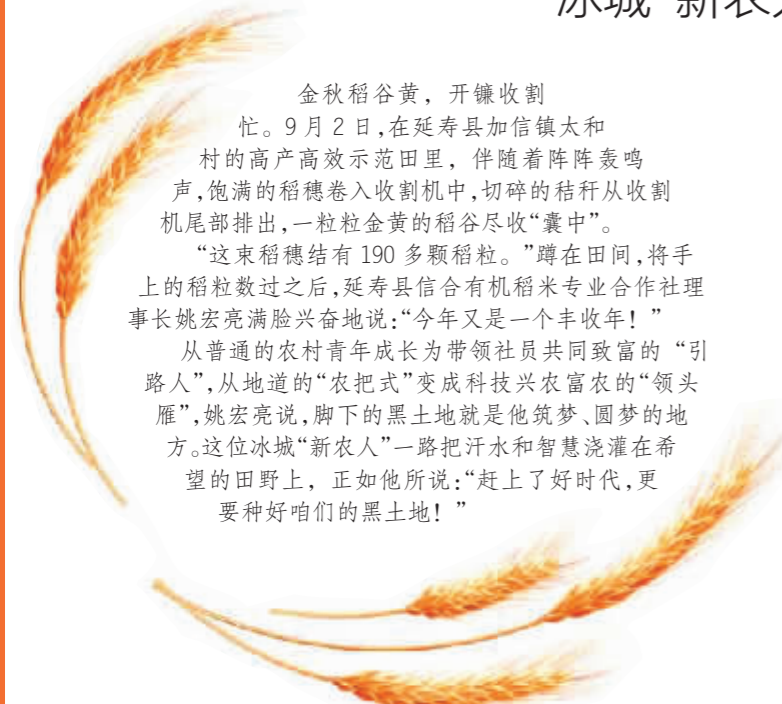 冰城“新农
金秋稻谷黄，开镰收割
忙。9月2日，在延寿县加信镇太和
村的高产高效示范田里，伴随着阵阵轰鸣
声，饱满的稻穗卷入收割机中，切碎的秸秆从收割
机尾部排出，一粒粒金黄的稻谷尽收“囊中”。
“这束稻穗结有190多颗稻粒。”蹲在田间，将手
上的稻粒数过之后，延寿县信合有机稻米专业合作社理
事长姚宏亮满脸兴奋地说：“今年又是一个丰收年！”
从普通的农村青年成长为带领社员共同致富的“引
路人”，从地道的“农把式”变成科技兴农富农的“领头
雁”，姚宏亮说，脚下的黑土地就是他筑梦、圆梦的地
方。这位冰城“新农人”一路把汗水和智慧浇灌在希
望的田野上，正如他所说：“赶上了好时代，更
要种好咱们的黑土地！”